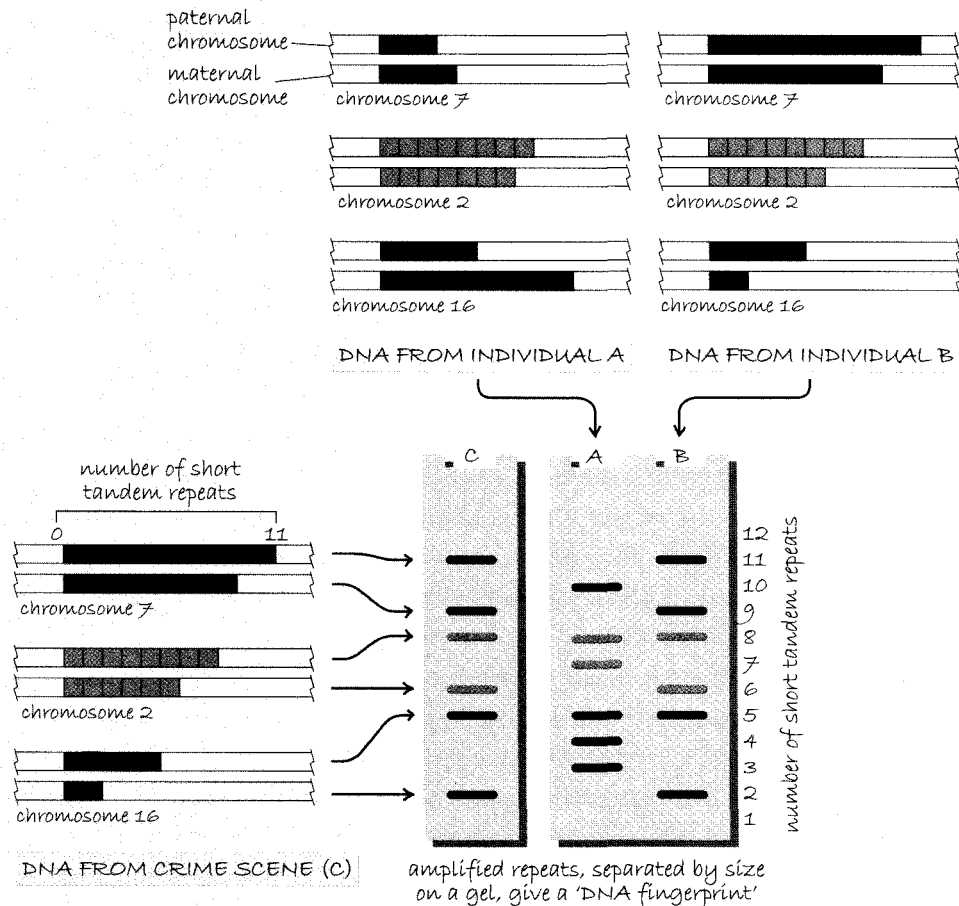 paternal
chromosome
maternal
chromosome
chromosome 7
chromosome 7
chromosome 2
chromosome 2
chromosome 16
chromosome 16
DNA FROM INDIVIDUAL A
DNA FROM INDIVIDUAL B
number of short
tandem repeats
0
11
chromosome 7
chromosome 2
chromosome 16
DNA FROM CRIME SCENE (C)
C
A
B
12
11
10
9
8
7
6
5
4
3
2
1
number of short tandem repeats
amplified repeats, separated by size
on a gel, give a 'DNA fingerprint'